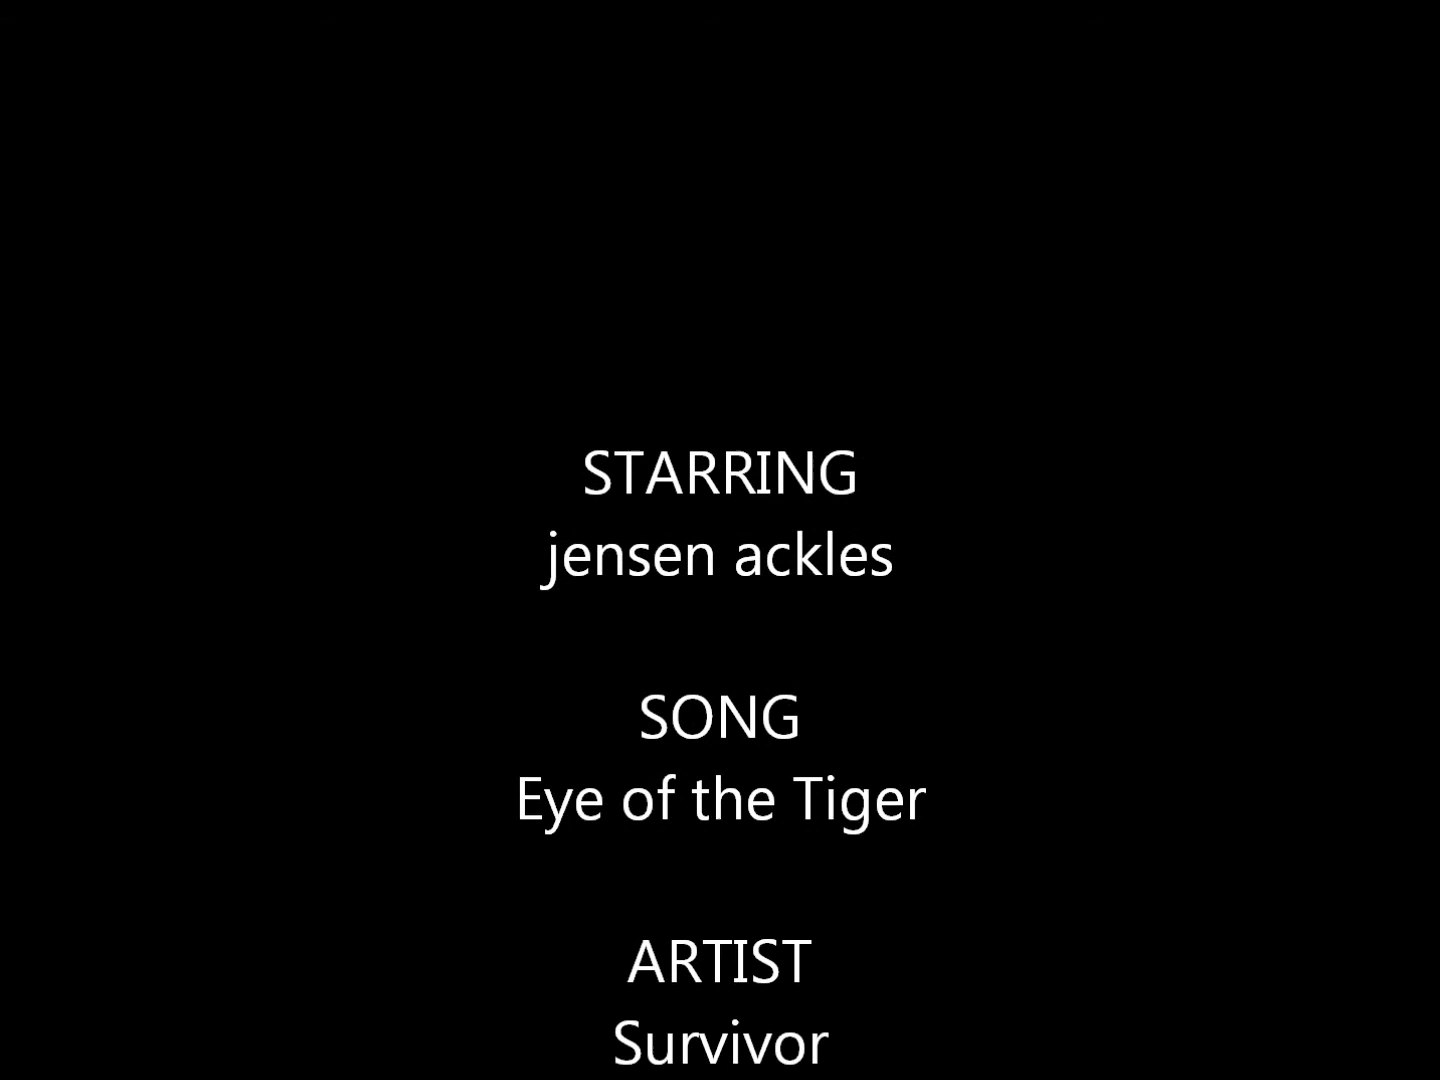 STARRING
jensen ackles
SONG
Eye of the Tiger
ARTIST
Survivor